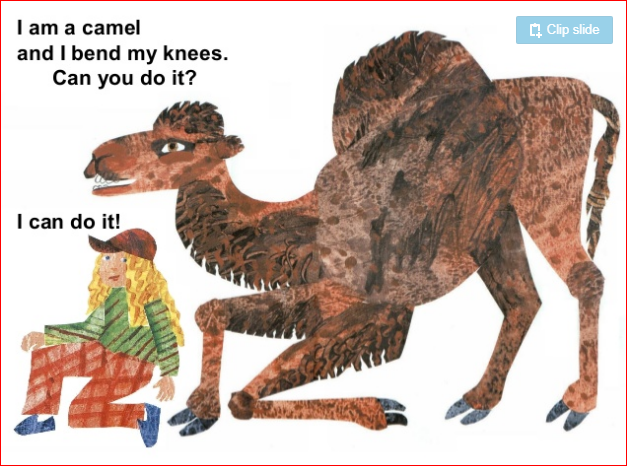 I am a camel
and I bend my knees.
Can you do it?
Clip slide
I can do it!